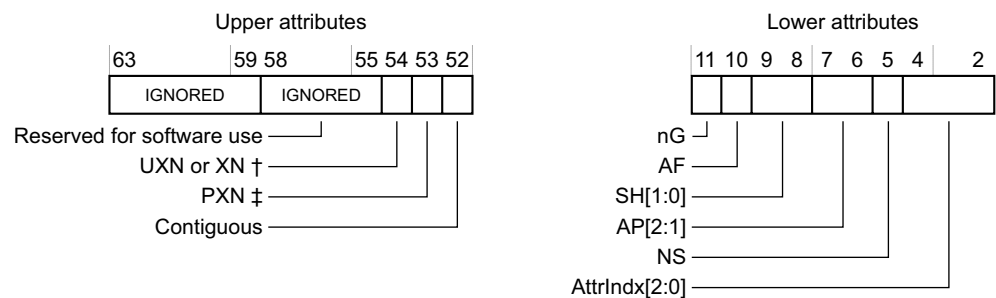 Upper attributes
63 59 58 55 54 53 52
IGNORED IGNORED
Reserved for software use
UXN or XN †
PXN ‡
Contiguous
Lower attributes
11 10 9 8 7 6 5 4 2
nG
AF
SH[1:0]
AP[2:1]
NS
AttrIndx[2:0]